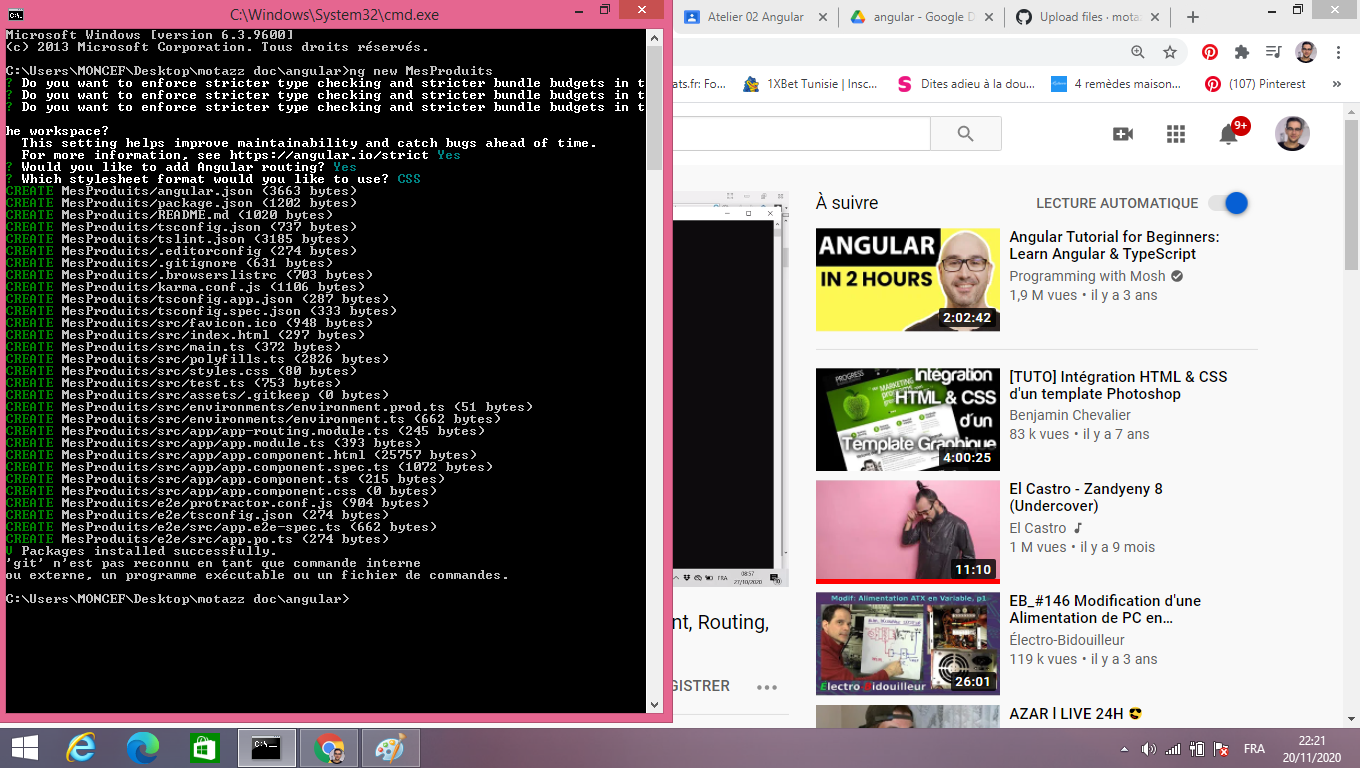 C:\Windows\System32\cmd.exe
Microsoft Windows [version 6.3.9600]
(c) 2013 Microsoft Corporation. Tous droits réservés.
C:\Users\MONCEF\Desktop\motazz doc\angular>ng new MesProduits
? Do you want to enforce stricter type checking and stricter bundle budgets in t
? Do you want to enforce stricter type checking and stricter bundle budgets in t
? Do you want to enforce stricter type checking and stricter bundle budgets in t
he workspace?
This setting helps improve maintainability and catch bugs ahead of time.
For more information, see https://angular.io/strict Yes
? Would you like to add Angular routing? Yes
? Which stylesheet format would you like to use? CSS
CREATE MesProduits/angular.json (3663 bytes)
CREATE MesProduits/package.json (1202 bytes)
CREATE MesProduits/README.md (1020 bytes)
CREATE MesProduits/tsconfig.json (737 bytes)
CREATE MesProduits/tslint.json (3185 bytes)
CREATE MesProduits/.editorconfig (274 bytes)
CREATE MesProduits/.gitignore (631 bytes)
CREATE MesProduits/.browserslistrc (703 bytes)
CREATE MesProduits/karma.conf.js (1106 bytes)
CREATE MesProduits/tsconfig.app.json (287 bytes)
CREATE MesProduits/tsconfig.spec.json (333 bytes)
CREATE MesProduits/src/favicon.ico (948 bytes)
CREATE MesProduits/src/index.html (297 bytes)
CREATE MesProduits/src/main.ts (372 bytes)
CREATE MesProduits/src/polyfills.ts (2826 bytes)
CREATE MesProduits/src/styles.css (80 bytes)
CREATE MesProduits/src/test.ts (753 bytes)
CREATE MesProduits/src/assets/.gitkeep (0 bytes)
CREATE MesProduits/src/environments/environment.prod.ts (51 bytes)
CREATE MesProduits/src/environments/environment.ts (662 bytes)
CREATE MesProduits/src/app/app-routing.module.ts (245 bytes)
CREATE MesProduits/src/app/app.module.ts (393 bytes)
CREATE MesProduits/src/app/app.component.html (25757 bytes)
CREATE MesProduits/src/app/app.component.spec.ts (1072 bytes)
CREATE MesProduits/src/app/app.component.ts (215 bytes)
CREATE MesProduits/src/app/app.component.css (0 bytes)
CREATE MesProduits/e2e/protractor.conf.js (904 bytes)
CREATE MesProduits/e2e/tsconfig.json (274 bytes)
CREATE MesProduits/e2e/src/app.e2e-spec.ts (662 bytes)
CREATE MesProduits/e2e/src/app.po.ts (274 bytes)
V Packages installed successfully.
'git' n'est pas reconnu en tant que commande interne
ou externe, un programme exécutable ou un fichier de commandes.
C:\Users\MONCEF\Desktop\motazz doc\angular>
Atelier 02 Angular
angular - Google D
Upload files · mota
ats.fr: Fo...
1XBet Tunisie | Insc...
Dites adieu à la dou...
4 remèdes maison...
(107) Pinterest
9+
FRA
08:57
27/10/2020
nt, Routing,
GISTRER
À suivre
LECTURE AUTOMATIQUE
ANGULAR
IN 2 HOURS
2:02:42
Angular Tutorial for Beginners:
Learn Angular & TypeScript
Programming with Mosh
1,9 M vues • il y a 3 ans
PROGRESS
Intégration
HTML & CSS
d'un
Template Graphique
4:00:25
[TUTO] Intégration HTML & CSS
d'un template Photoshop
Benjamin Chevalier
83 k vues • il y a 7 ans
11:10
El Castro - Zandyeny 8
(Undercover)
El Castro
1 M vues • il y a 9 mois
Modif: Alimentation ATX en Variable, p1
Electro Bidouilleur
26:01
EB_#146 Modification d'une
Alimentation de PC en...
Électro-Bidouilleur
119 k vues • il y a 3 ans
AZAR l LIVE 24H 😎
FRA
22:21
20/11/2020